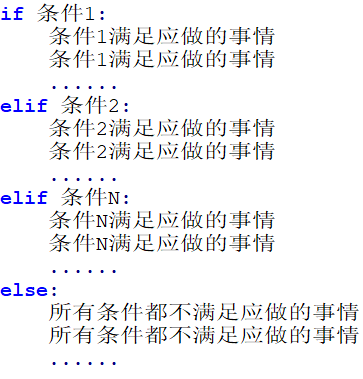 if 条件1:
    条件1满足应做的事情
    条件1满足应做的事情
    ......
elif 条件2:
    条件2满足应做的事情
    条件2满足应做的事情
    ......
elif 条件N:
    条件N满足应做的事情
    条件N满足应做的事情
    ......
else:
    所有条件都不满足应做的事情
    所有条件都不满足应做的事情
    ......